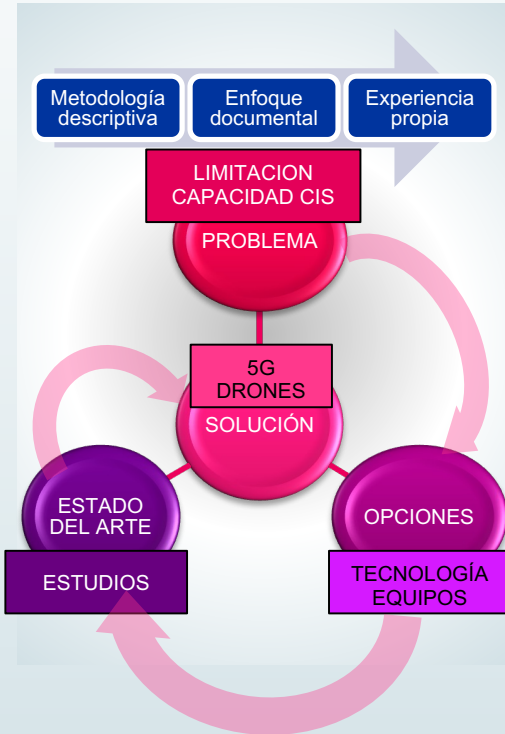 Metodología
descriptiva
Enfoque
documental
Experiencia
propia
LIMITACION
CAPACIDAD CIS
PROBLEMA
5G
DRONES
SOLUCIÓN
ESTADO
DEL ARTE
ESTUDIOS
OPCIONES
TECNOLOGÍA
EQUIPOS